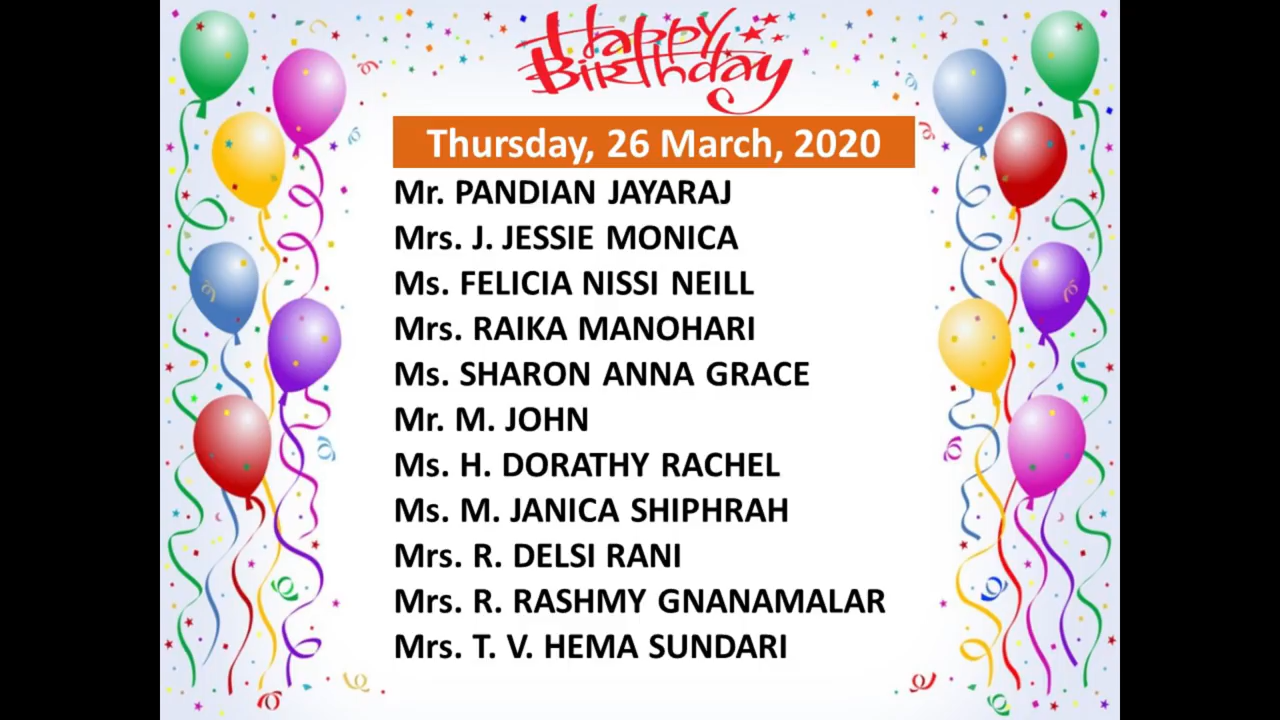 Happy
Birthday
Thursday, 26 March, 2020
Mr. PANDIAN JAYARAJ
Mrs. J. JESSIE MONICA
Ms. FELICIA NISSI NEILL
Mrs. RAIKA MANOHARI
Ms. SHARON ANNA GRACE
Mr. M. JOHN
Ms. H. DORATHY RACHEL
Ms. M. JANICA SHIPHRAH
Mrs. R. DELSI RANI
Mrs. R. RASHMY GNANAMALAR
Mrs. T. V. HEMA SUNDARI